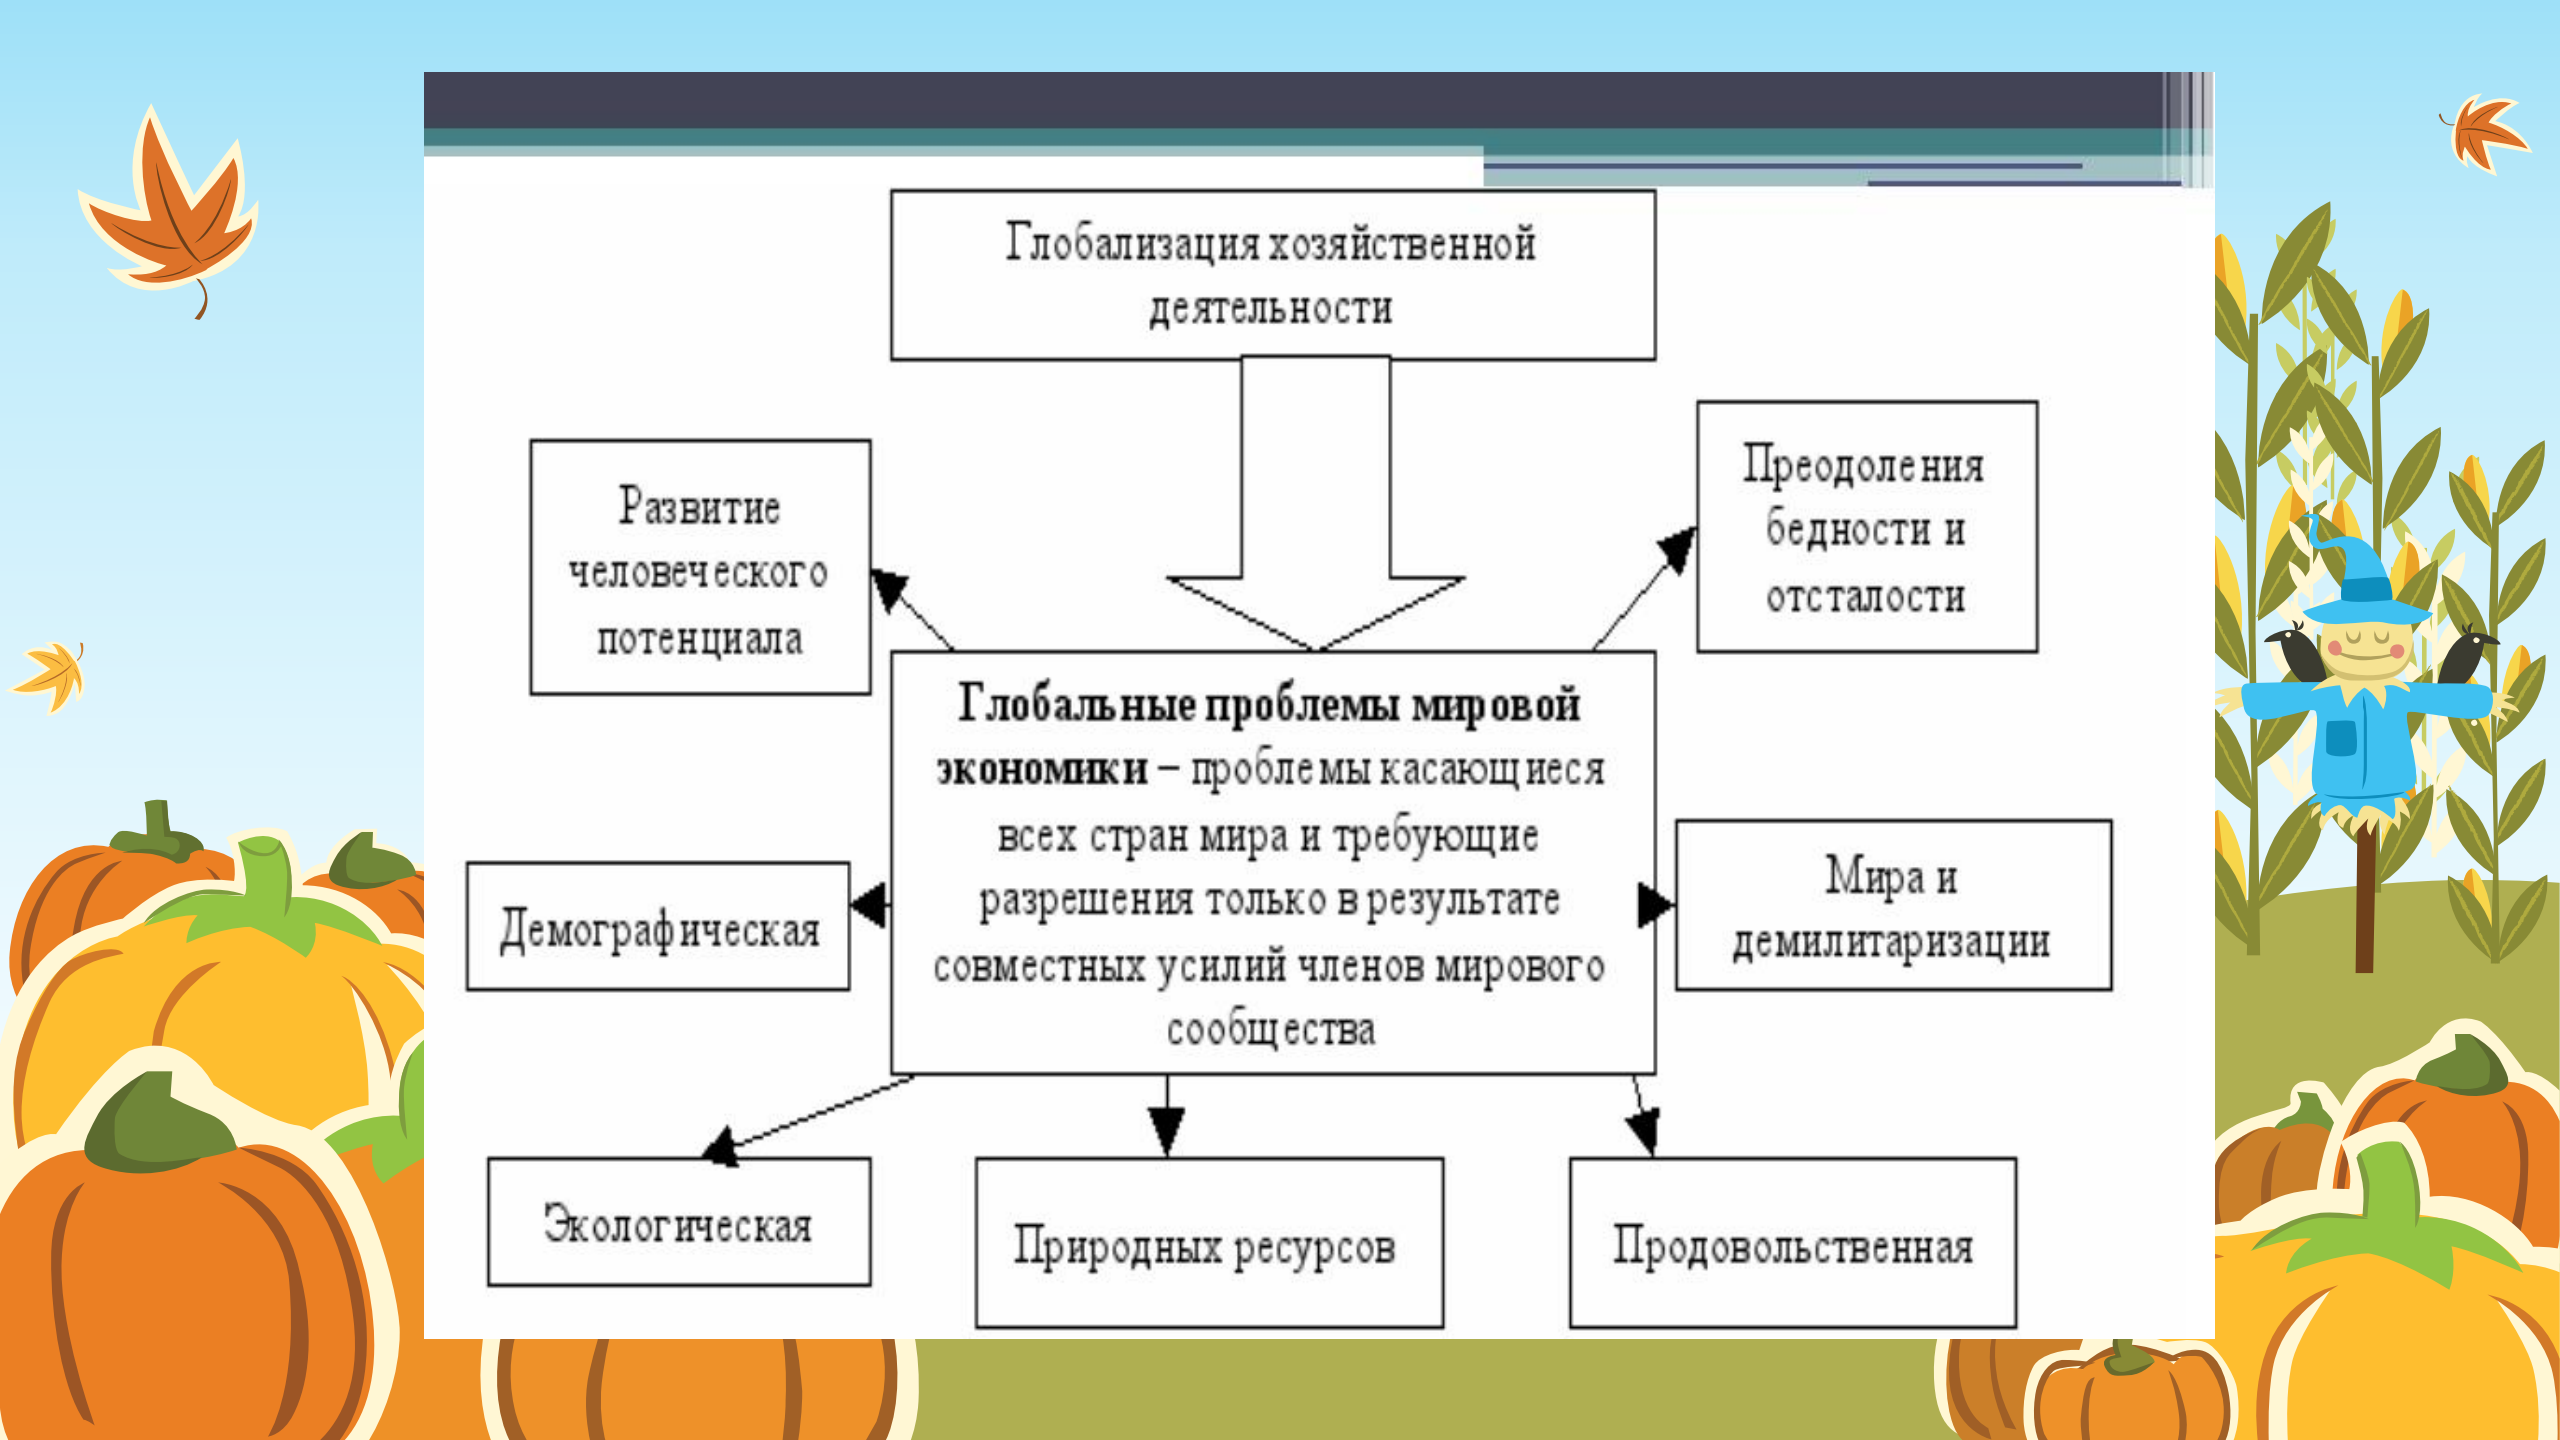 Глобализация хозяйственной
деятельности
Развитие
человеческого
потенциала
Преодоления
бедности и
отсталости
Глобальные проблемы мировой
экономики – проблемы касающиеся
всех стран мира и требующие
разрешения только в результате
совместных усилий членов мирового
сообщества
Демографическая
Мира и
демилитаризации
Экологическая
Природных ресурсов
Продовольственная